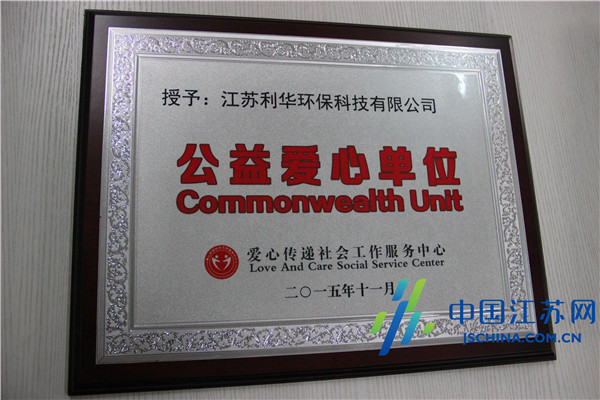 授予：江苏利华环保科技有限公司
公益爱心单位
Commonwealth Unit
爱心传递社会工作服务中心
Love And Care Social Service Center
二〇一五年十一月
中国江苏网
JSCHINA.COM.CN